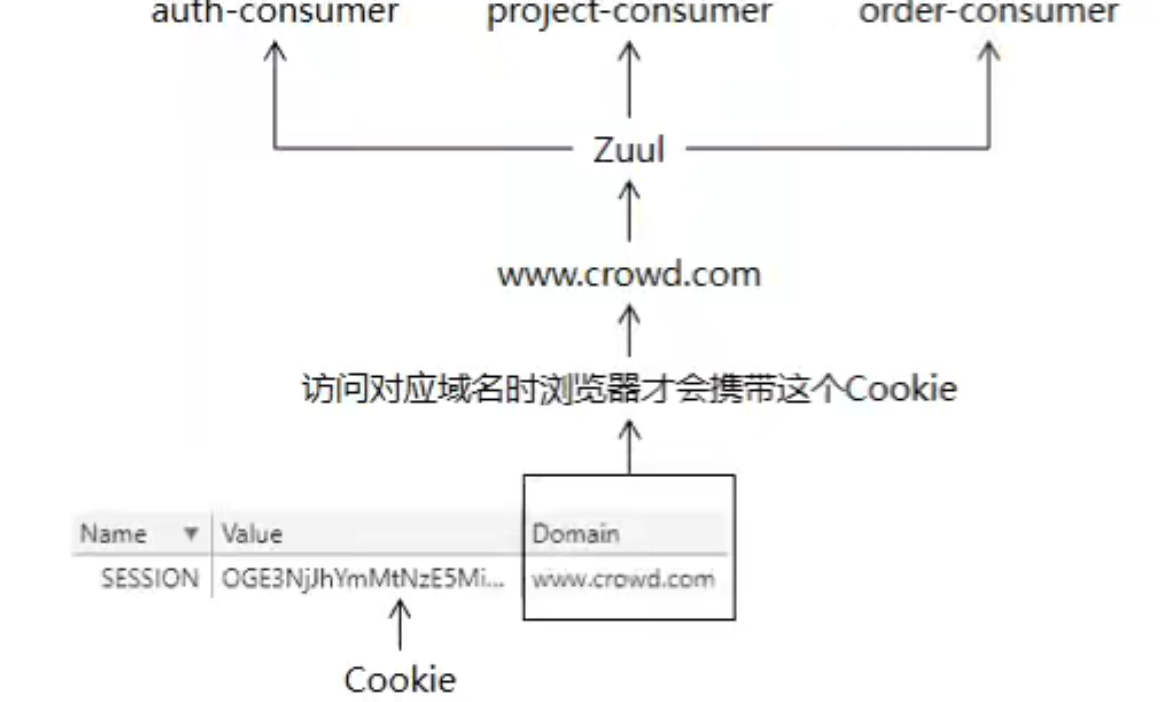 auth-consumer project-consumer order-consumer
Zuul
www.crowd.com
访问对应域名时浏览器才会携带这个Cookie
Name Value Domain
SESSION OGE3NjJhYmMtNzE5Mi... www.crowd.com
Cookie